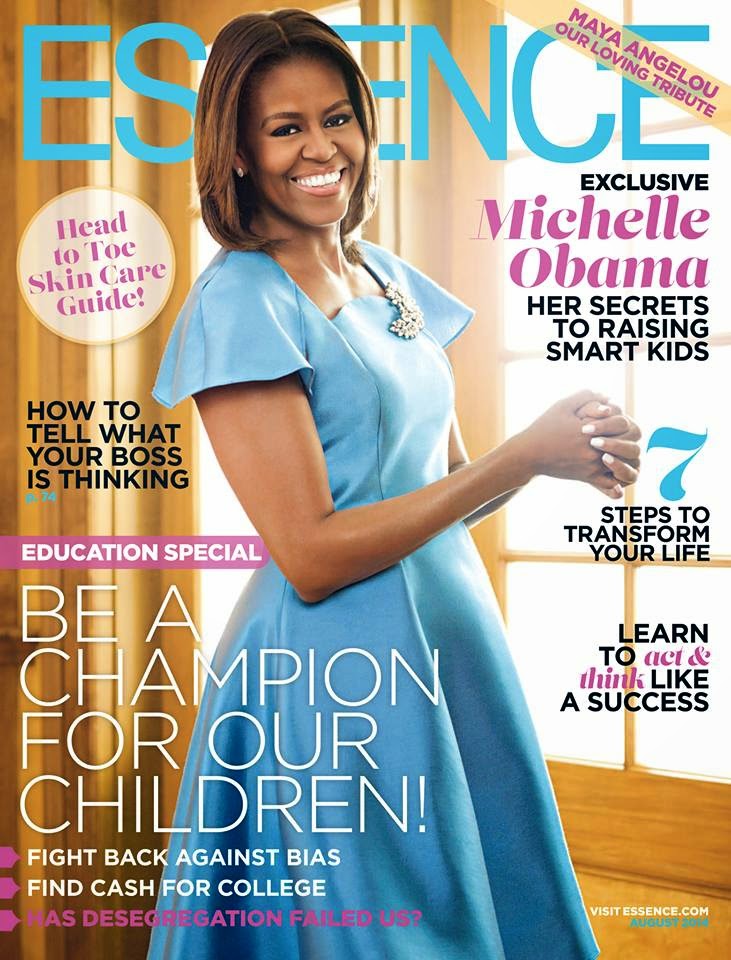 ESSENCE
MAYA ANGELOU
OUR LOVING TRIBUTE
EXCLUSIVE
Michelle
Obama
HER SECRETS
TO RAISING
SMART KIDS
Head
to Toe
Skin Care
Guide!
HOW TO
TELL WHAT
YOUR BOSS
IS THINKING
p. 74
7
STEPS TO
TRANSFORM
YOUR LIFE
EDUCATION SPECIAL
BE A
CHAMPION
FOR OUR
CHILDREN!
FIGHT BACK AGAINST BIAS
FIND CASH FOR COLLEGE
HAS DESEGREGATION FAILED US?
LEARN
TO act &
think LIKE
A SUCCESS
VISIT ESSENCE.COM
AUGUST 2014